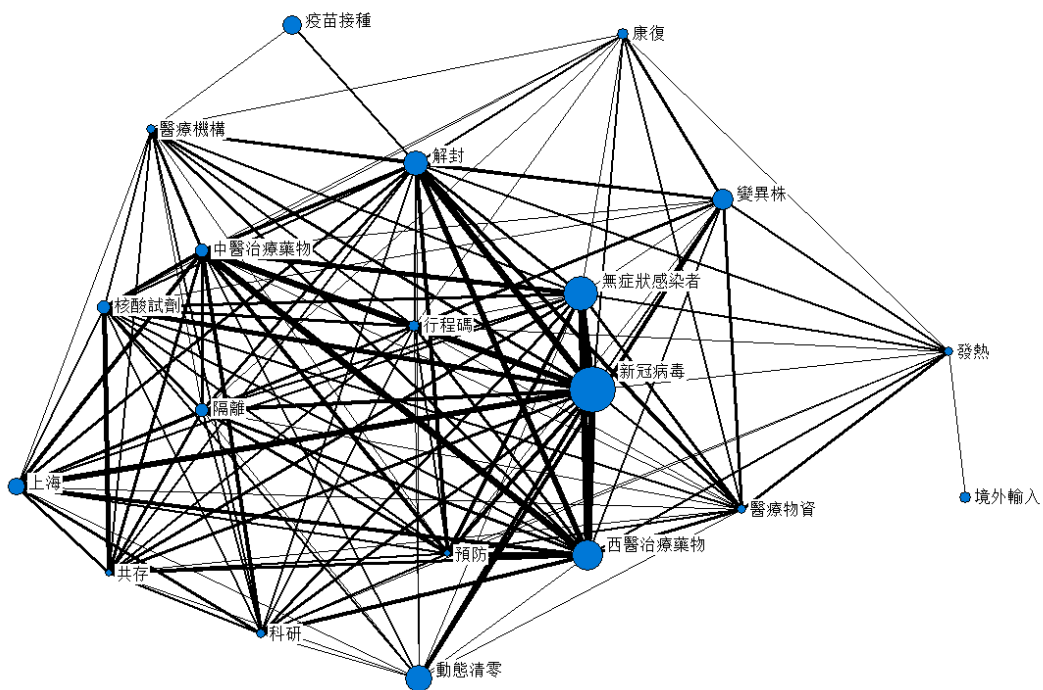 疫苗接種
康復
醫療機構
解封
變異株
中醫治療藥物
無症狀感染者
核酸試劑
行程碼
發熱
新冠病毒
隔離
上海
境外輸入
醫療物資
西醫治療藥物
預防
共存
科研
動態清零